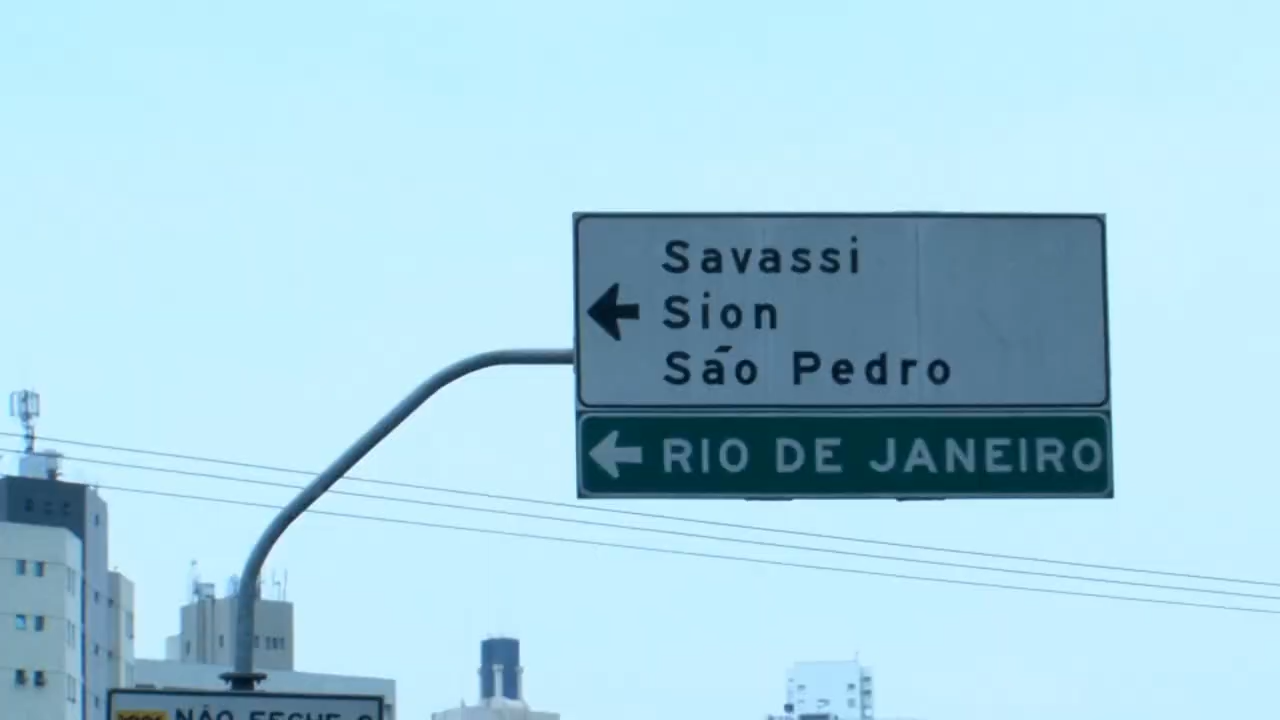 Savassi
Sion
São Pedro
RIO DE JANEIRO
NÃO FECHE O